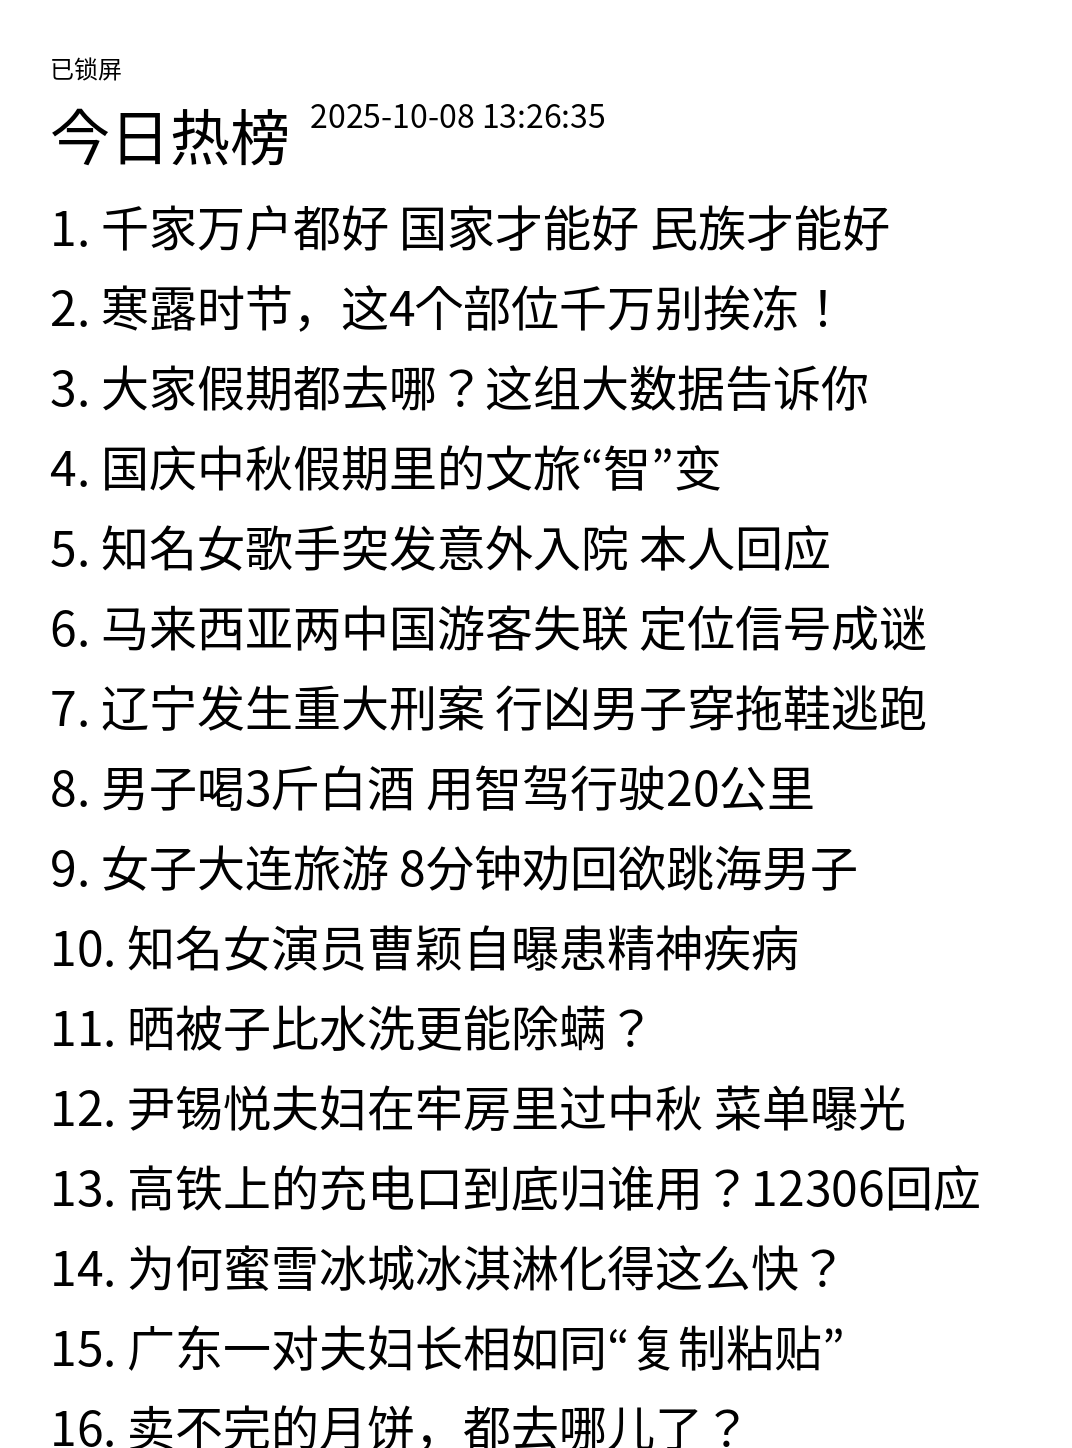 已锁屏
今日热榜 2025-10-08 13:26:35
1. 千家万户都好 国家才能好 民族才能好
2. 寒露时节，这4个部位千万别挨冻！
3. 大家假期都去哪？这组大数据告诉你
4. 国庆中秋假期里的文旅“智”变
5. 知名女歌手突发意外入院 本人回应
6. 马来西亚两中国游客失联 定位信号成谜
7. 辽宁发生重大刑案 行凶男子穿拖鞋逃跑
8. 男子喝3斤白酒 用智驾行驶20公里
9. 女子大连旅游 8分钟劝回欲跳海男子
10. 知名女演员曹颖自曝患精神疾病
11. 晒被子比水洗更能除螨？
12. 尹锡悦夫妇在牢房里过中秋 菜单曝光
13. 高铁上的充电口到底归谁用？12306回应
14. 为何蜜雪冰城冰淇淋化得这么快？
15. 广东一对夫妇长相如同“复制粘贴”
16. 卖不完的月饼，都去哪儿了？